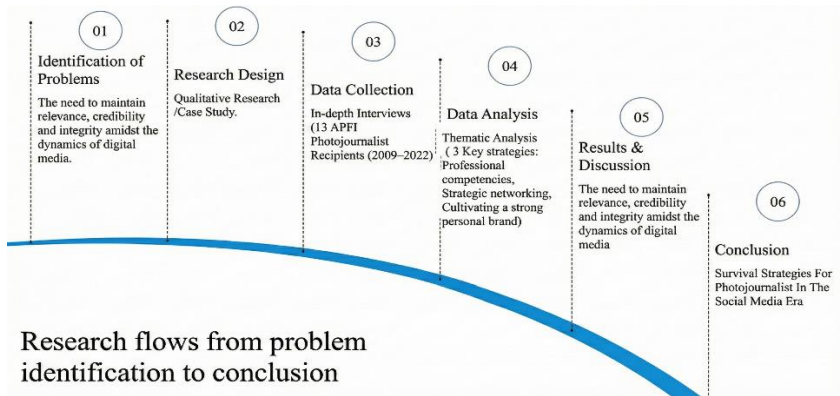 01
Identification of
Problems
The need to maintain
relevance, credibility
and integrity amidst the
dynamics of digital
media.
02
Research Design
Qualitative Research
/Case Study.
03
Data Collection
In-depth Interviews
(13 APFI
Photojournalist
Recipients (2009–2022)
04
Data Analysis
Thematic Analysis
( 3 Key strategies:
Professional
competencies,
Strategic networking,
Cultivating a strong
personal brand)
05
Results &
Discussion
The need to maintain
relevance, credibility
and integrity amidst the
dynamics of digital
media
06
Conclusion
Survival Strategies For
Photojournalist In The
Social Media Era
Research flows from problem
identification to conclusion